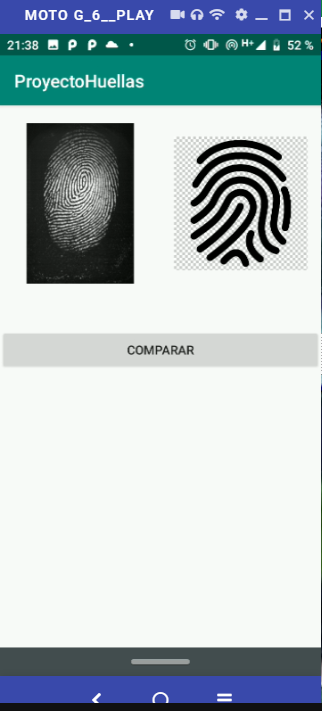 MOTO G_6__PLAY
21:38 H+ 52 %
ProyectoHuellas
COMPARAR